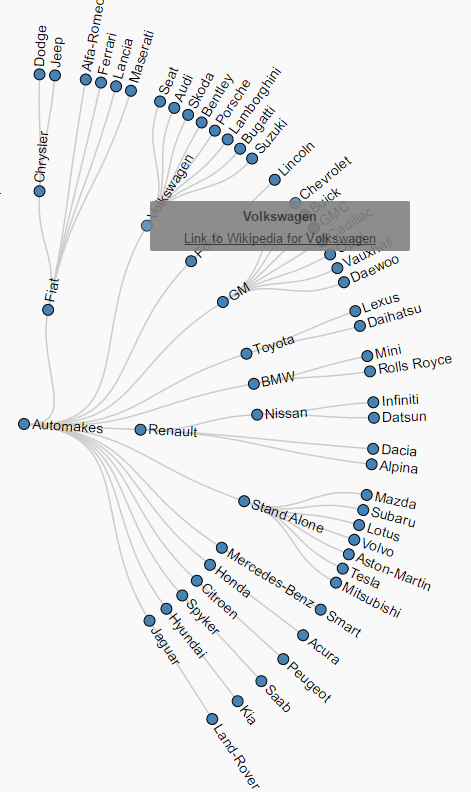 Dodge
Jeep
Alfa-Romeo
Ferrari
Lancia
Maserati
Chrysler
Fiat
Seat
Audi
Skoda
Bentley
Porsche
Lamborghini
Bugatti
Suzuki
Volkswagen
Lincoln
Chevrolet
Buick
GMC
Cadillac
Vauxhall
Daewoo
Volkswagen
Link to Wikipedia for Volkswagen
GM
Toyota
Lexus
Daihatsu
BMW
Mini
Rolls Royce
Automakes
Renault
Nissan
Infiniti
Datsun
Dacia
Alpina
Stand Alone
Mazda
Subaru
Lotus
Volvo
Aston-Martin
Tesla
Mitsubishi
Mercedes-Benz
Smart
Honda
Acura
Citroen
Peugeot
Spyker
Saab
Hyundai
Kia
Jaguar
Land-Rover